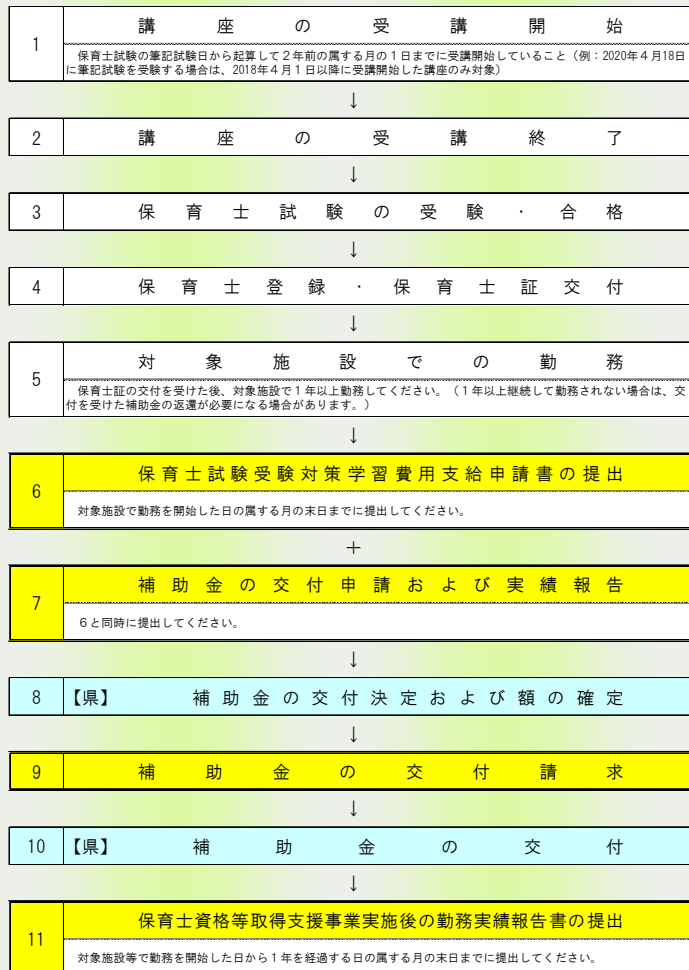 1
講座の受講開始
保育士試験の筆記試験日から起算して２年前の属する月の１日までに受講開始していること（例：2020年４月18日
に筆記試験を受験する場合は、2018年４月１日以降に受講開始した講座のみ対象）
↓
2
講座の受講終了
↓
3
保育士試験の受験・合格
↓
4
保育士登録・保育士証交付
↓
5
対象施設での勤務
保育士証の交付を受けた後、対象施設で１年以上勤務してください。（１年以上継続して勤務されない場合は、交
付を受けた補助金の返還が必要になる場合があります。）
↓
6
保育士試験受験対策学習費用支給申請書の提出
対象施設で勤務を開始した日の属する月の末日までに提出してください。
＋
7
補助金の交付申請および実績報告
６と同時に提出してください。
↓
8
【県】 補助金の交付決定および額の確定
↓
9
補助金の交付請求
↓
10
【県】 補助金の交付
↓
11
保育士資格等取得支援事業実施後の勤務実績報告書の提出
対象施設等で勤務を開始した日から１年を経過する日の属する月の末日までに提出してください。